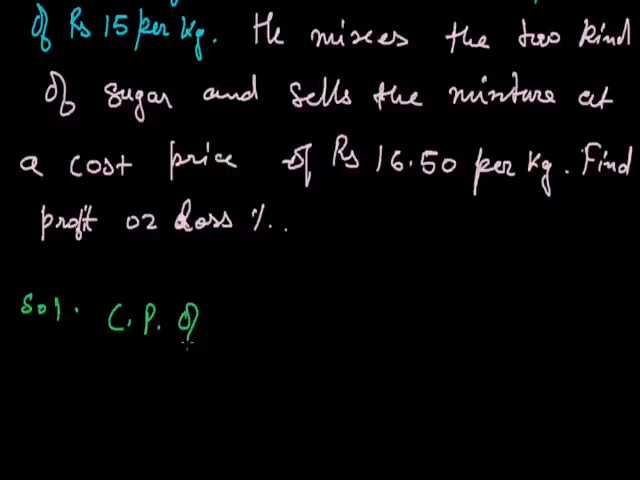 of Rs 15 per kg. He mixes the two kind
of sugar and sells the mixture at
a cost price of Rs 16.50 per kg. Find
profit or loss %.
Sol. C.P. of